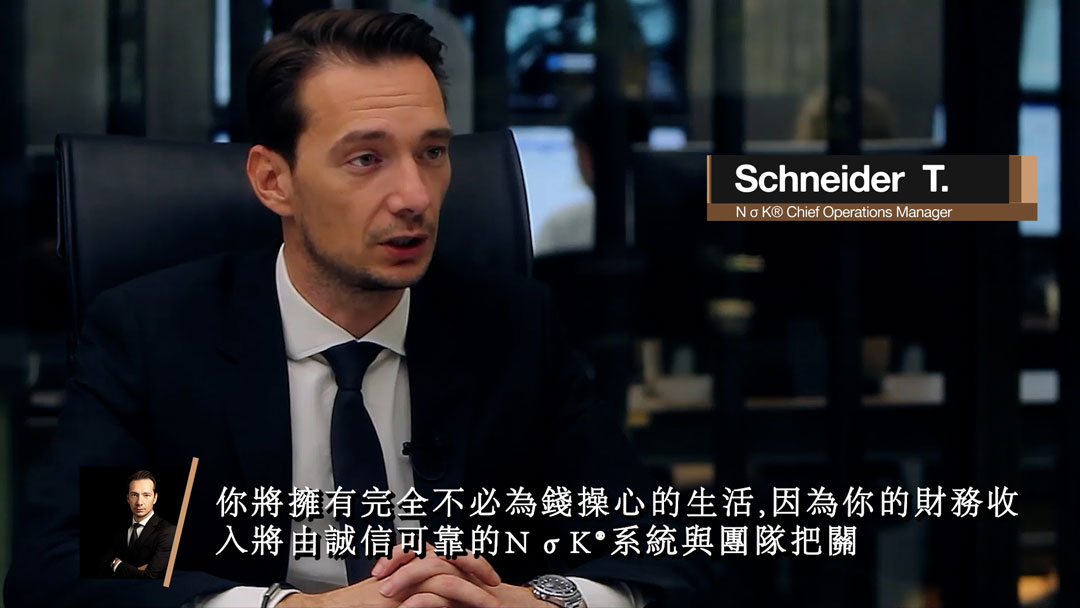 Schneider T.
N σ K® Chief Operations Manager
你將擁有完全不必為錢操心的生活,因為你的財務收
入將由誠信可靠的N σ K®系統與團隊把關